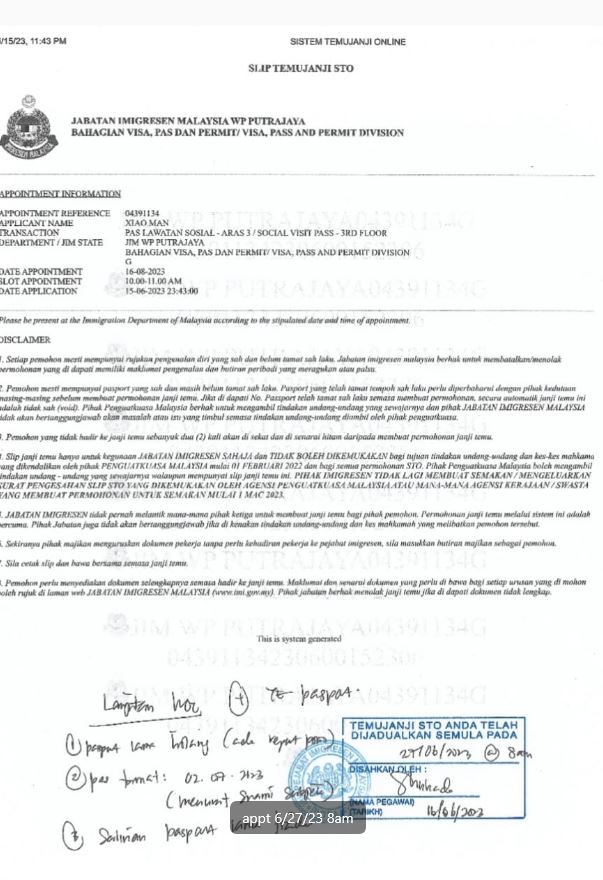 /15/23, 11:43 PM SISTEM TEMUJANJI ONLINE
SLIP TEMUJANJI STO
JABATAN IMIGRESEN MALAYSIA WP PUTRAJAYA
BAHAGIAN VISA, PAS DAN PERMIT/ VISA, PASS AND PERMIT DIVISION
APPOINTMENT INFORMATION
APPOINTMENT REFERENCE 04391134
APPLICANT NAME XIAO MAN
TRANSACTION PAS LAWATAN SOSIAL - ARAS 3 / SOCIAL VISIT PASS - 3RD FLOOR
DEPARTMENT / JIM STATE JIM WP PUTRAJAYA
BAHAGIAN VISA, PAS DAN PERMIT/ VISA, PASS AND PERMIT DIVISION
G
DATE APPOINTMENT 16-08-2023
SLOT APPOINTMENT 10.00-11.00 AM
DATE APPLICATION 15-06-2023 23:43:00
Please be present at the Immigration Department of Malaysia according to the stipulated date and time of appointment.
DISCLAIMER
1. Setiap pemohon mesti mempunyai rujukan pengenalan diri yang sah dan belum tamat sah laku. Jabatan imigresen malaysia berhak untuk membatalkan/menolak
permohonan yang di dapati memiliki maklumat pengenalan dan butiran peribadi yang meragukan atau palsu.
2. Pemohon mesti mempunyai pasport yang sah dan masih belum tamat sah laku. Pasport yang telah tamat tempoh sah laku perlu diperbaharui dengan pihak kedutaan
masing-masing sebelum membuat permohonan janji temu. Jika di dapati No. Passport telah tamat sah laku semasa membuat permohonan, secara automatik janji temu ini
adalah tidak sah (void). Pihak Penguatkuasa Malaysia berhak untuk mengambil tindakan undang-undang yang sewajarnya dan pihak JABATAN IMIGRESEN MALAYSIA
tidak akan bertanggungjawab akan masalah atau isu yang timbul semasa tindakan undang-undang diambil oleh pihak penguatkuasa.
3. Pemohon yang tidak hadir ke janji temu sebanyak dua (2) kali akan di sekat dan di senarai hitam daripada membuat permohonan janji temu.
4. Slip janji temu hanya untuk kegunaan JABATAN IMIGRESEN SAHAJA dan TIDAK BOLEH DIKEMUKAKAN bagi tujuan tindakan undang-undang dan kes-kes mahkamah
yang dikendalikan oleh pihak PENGUATKUASA MALAYSIA mulai 01 FEBRUARI 2022 dan bagi semua permohonan STO. Pihak Penguatkuasa Malaysia boleh mengambil
tindakan undang - undang yang sewajarnya walaupun mempunyai slip janji temu ini. PIHAK IMIGRESEN TIDAK LAGI MEMBUAT SEMAKAN / MENGELUARKAN
SURAT PENGESAHAN SLIP STO YANG DIKEMUKAKAN OLEH AGENSI PENGUATKUASA MALAYSIA ATAU MANA-MANA AGENSI KERAJAAN / SWASTA
YANG MEMBUAT PERMOHONAN UNTUK SEMAKAN MULAI 1 MAC 2023.
5. JABATAN IMIGRESEN tidak pernah melantik mana-mana pihak ketiga untuk membuat janji temu bagi pihak pemohon. Permohonan janji temu melalui sistem ini adalah
percuma. Pihak Jabatan juga tidak akan bertanggungjawab jika di kenakan tindakan undang-undang dan kes mahkamah yang melibatkan pemohon tersebut.
6. Sekiranya pihak majikan menguruskan dokumen pekerja tanpa perlu kehadiran pekerja ke pejabat imigresen, sila masukkan butiran majikan sebagai pemohon.
7. Sila cetak slip dan bawa bersama semasa janji temu.
8. Pemohon perlu menyediakan dokumen selengkapnya semasa hadir ke janji temu. Maklumat dan senarai dokumen yang perlu di bawa bagi setiap urusan yang di mohon
boleh rujuk di laman web JABATAN IMIGRESEN MALAYSIA (www.imi.gov.my). Pihak jabatan berhak menolak janji temu jika di dapati dokumen tidak lengkap.
This is system generated
④ paspot.
① paspot lama hilang (ada
② pas tamat: 02.07.2023
(menurut suami
③ Salinan paspot lama
TEMUJANJI STO ANDA TELAH
DIJADUALKAN SEMULA PADA
27/06/2023 @ 8am
DISAHKAN OLEH :
(NAMA PEGAWAI)
(TARIKH) 16/06/2023
appt 6/27/23 8am